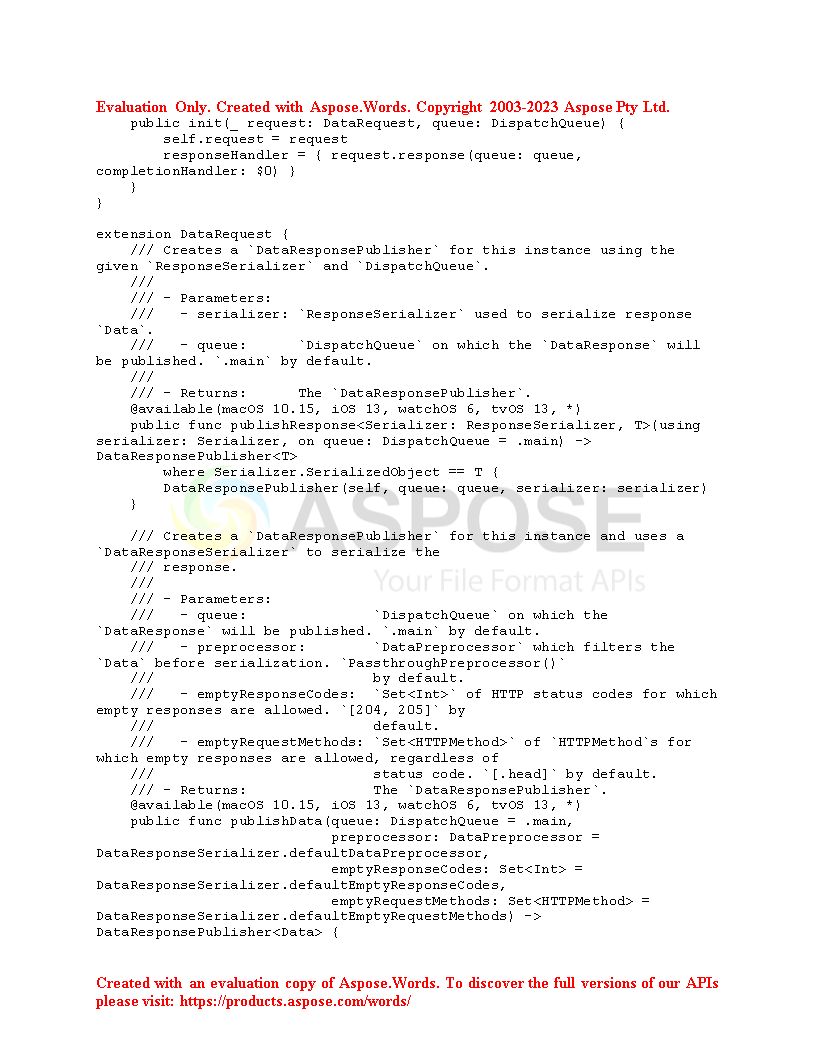 Evaluation Only. Created with Aspose.Words. Copyright 2003-2023 Aspose Pty Ltd.
    public init(_ request: DataRequest, queue: DispatchQueue) {
        self.request = request
        responseHandler = { request.response(queue: queue,
completionHandler: $0) }
    }
}

extension DataRequest {
    /// Creates a `DataResponsePublisher` for this instance using the
given `ResponseSerializer` and `DispatchQueue`.
    ///
    /// - Parameters:
    ///   - serializer: `ResponseSerializer` used to serialize response
`Data`.
    ///   - queue:      `DispatchQueue` on which the `DataResponse` will
be published. `.main` by default.
    ///
    /// - Returns:      The `DataResponsePublisher`.
    @available(macOS 10.15, iOS 13, watchOS 6, tvOS 13, *)
    public func publishResponse<Serializer: ResponseSerializer, T>(using
serializer: Serializer, on queue: DispatchQueue = .main) ->
DataResponsePublisher<T>
        where Serializer.SerializedObject == T {
        DataResponsePublisher(self, queue: queue, serializer: serializer)
    }
ASPOSE
Your File Format APIs

    /// Creates a `DataResponsePublisher` for this instance and uses a
`DataResponseSerializer` to serialize the
    /// response.
    ///
    /// - Parameters:
    ///   - queue:               `DispatchQueue` on which the
`DataResponse` will be published. `.main` by default.
    ///   - preprocessor:        `DataPreprocessor` which filters the
`Data` before serialization. `PassthroughPreprocessor()`
    ///                          by default.
    ///   - emptyResponseCodes:  `Set<Int>` of HTTP status codes for which
empty responses are allowed. `[204, 205]` by
    ///                          default.
    ///   - emptyRequestMethods: `Set<HTTPMethod>` of `HTTPMethod`s for
which empty responses are allowed, regardless of
    ///                          status code. `[.head]` by default.
    /// - Returns:               The `DataResponsePublisher`.
    @available(macOS 10.15, iOS 13, watchOS 6, tvOS 13, *)
    public func publishData(queue: DispatchQueue = .main,
                            preprocessor: DataPreprocessor =
DataResponseSerializer.defaultDataPreprocessor,
                            emptyResponseCodes: Set<Int> =
DataResponseSerializer.defaultEmptyResponseCodes,
                            emptyRequestMethods: Set<HTTPMethod> =
DataResponseSerializer.defaultEmptyRequestMethods) ->
DataResponsePublisher<Data> {
Created with an evaluation copy of Aspose.Words. To discover the full versions of our APIs
please visit: https://products.aspose.com/words/